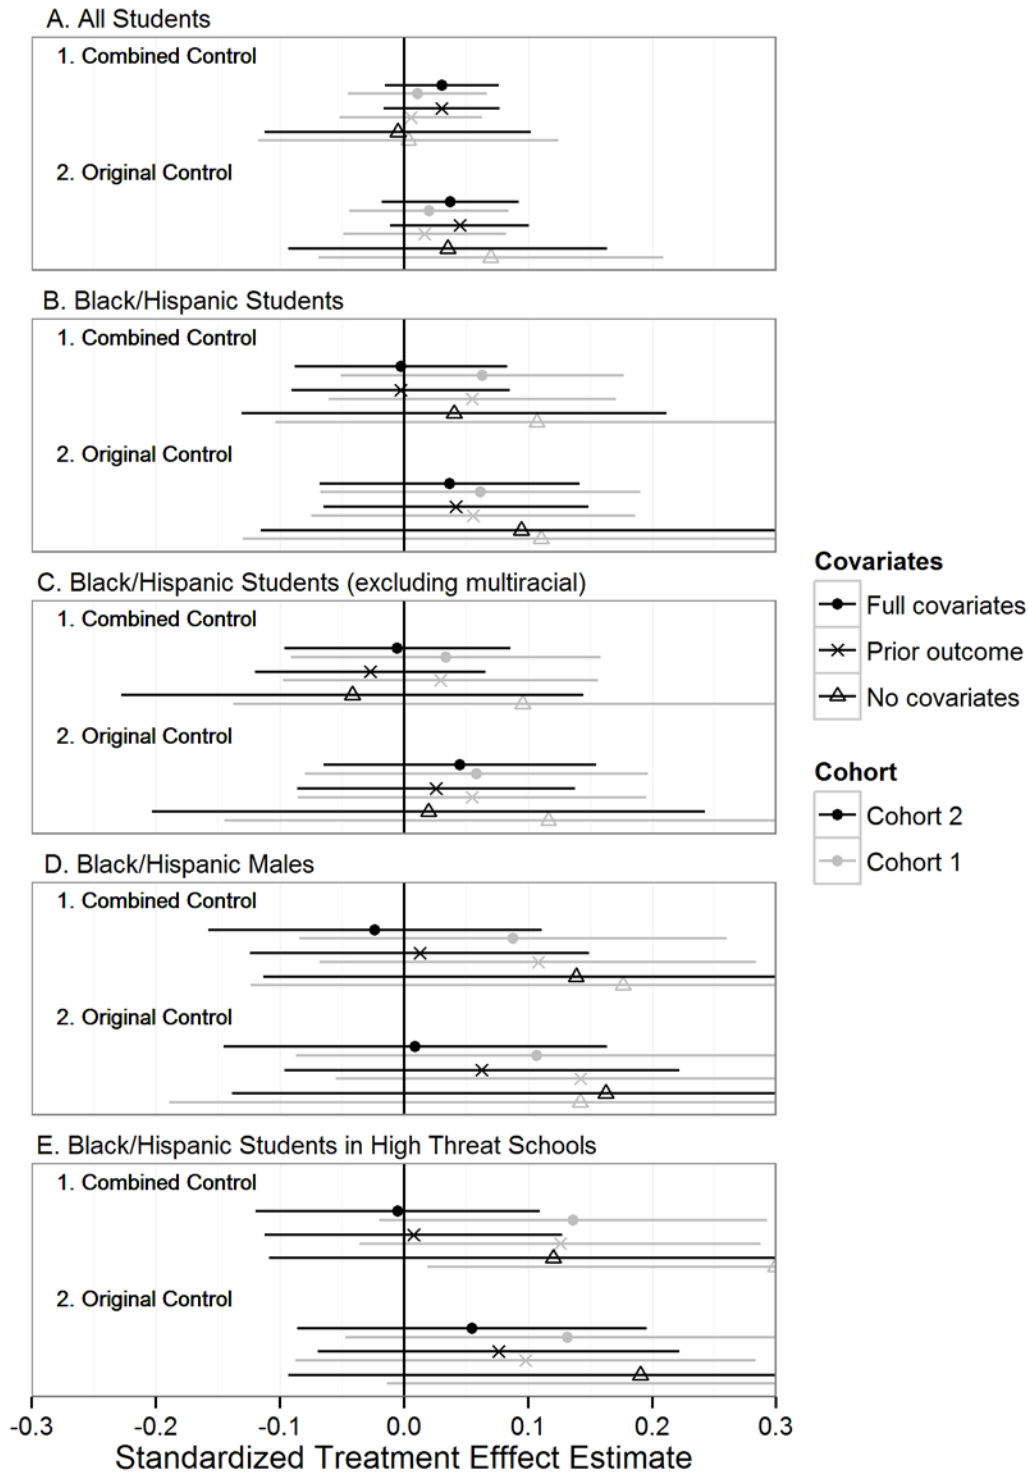 A. All Students
1. Combined Control
2. Original Control
B. Black/Hispanic Students
1. Combined Control
2. Original Control
C. Black/Hispanic Students (excluding multiracial)
1. Combined Control
2. Original Control
D. Black/Hispanic Males
1. Combined Control
2. Original Control
E. Black/Hispanic Students in High Threat Schools
1. Combined Control
2. Original Control
-0.3 -0.2 -0.1 0.0 0.1 0.2 0.3
Standardized Treatment Efffect Estimate
Covariates
Full covariates
Prior outcome
No covariates
Cohort
Cohort 2
Cohort 1